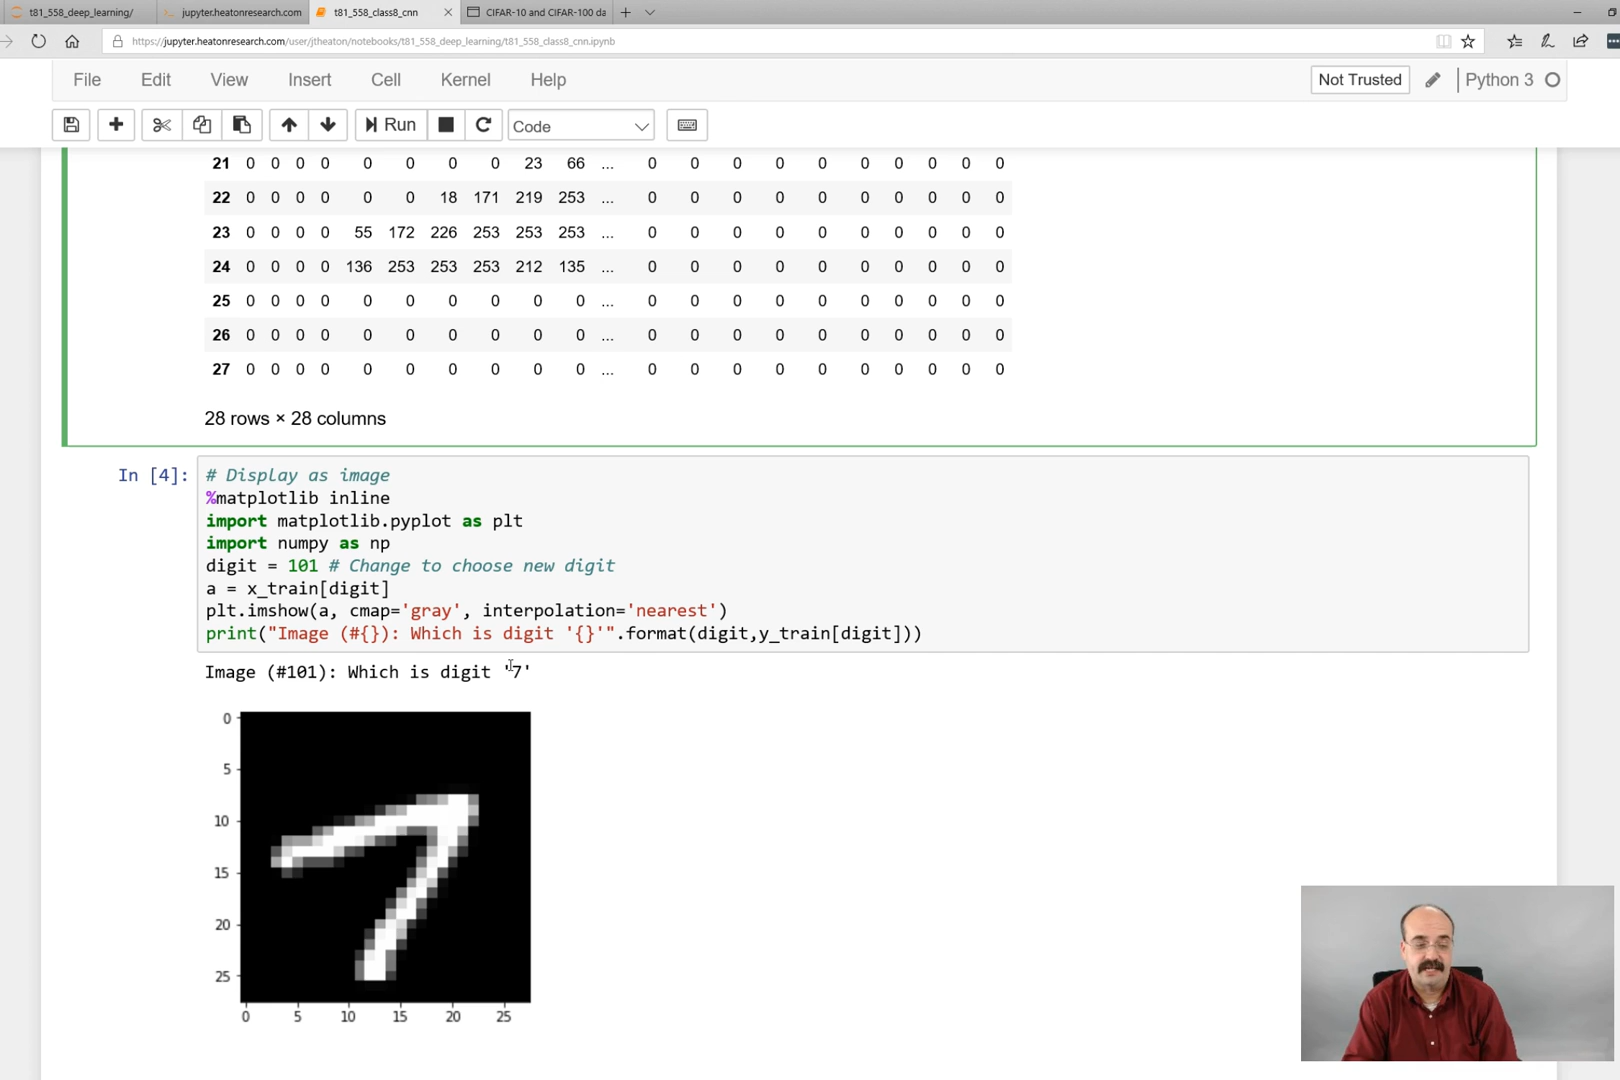 t81_558_deep_learning/ jupyter.heatonresearch.com t81_558_class8_cnn CIFAR-10 and CIFAR-100 da
https://jupyter.heatonresearch.com/user/jtheaton/notebooks/t81_558_deep_learning/t81_558_class8_cnn.ipynb
File Edit View Insert Cell Kernel Help Not Trusted Python 3
Run Code
21 0 0 0 0 0 0 0 0 23 66 ... 0 0 0 0 0 0 0 0 0 0
22 0 0 0 0 0 0 18 171 219 253 ... 0 0 0 0 0 0 0 0 0 0
23 0 0 0 0 55 172 226 253 253 253 ... 0 0 0 0 0 0 0 0 0 0
24 0 0 0 0 136 253 253 253 212 135 ... 0 0 0 0 0 0 0 0 0 0
25 0 0 0 0 0 0 0 0 0 0 ... 0 0 0 0 0 0 0 0 0 0
26 0 0 0 0 0 0 0 0 0 0 ... 0 0 0 0 0 0 0 0 0 0
27 0 0 0 0 0 0 0 0 0 0 ... 0 0 0 0 0 0 0 0 0 0
28 rows × 28 columns
In [4]: # Display as image
%matplotlib inline
import matplotlib.pyplot as plt
import numpy as np
digit = 101 # Change to choose new digit
a = x_train[digit]
plt.imshow(a, cmap='gray', interpolation='nearest')
print("Image (#{}): Which is digit '{}'".format(digit,y_train[digit]))
Image (#101): Which is digit '7'
0
5
10
15
20
25
0 5 10 15 20 25